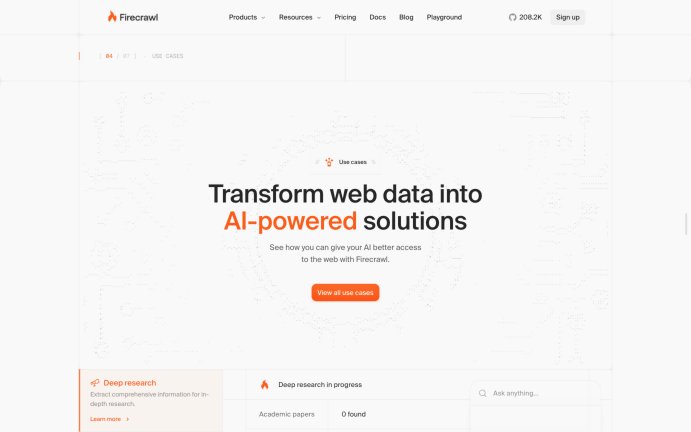 Firecrawl
Products
Resources
Pricing
Docs
Blog
Playground
208.2K
Sign up
[ 04 / 07 ] · USE CASES
Use cases
Transform web data into
AI-powered solutions
See how you can give your AI better access
to the web with Firecrawl.
View all use cases
Deep research
Extract comprehensive information for in-
depth research.
Learn more
Deep research in progress
Academic papers
0 found
Ask anything...